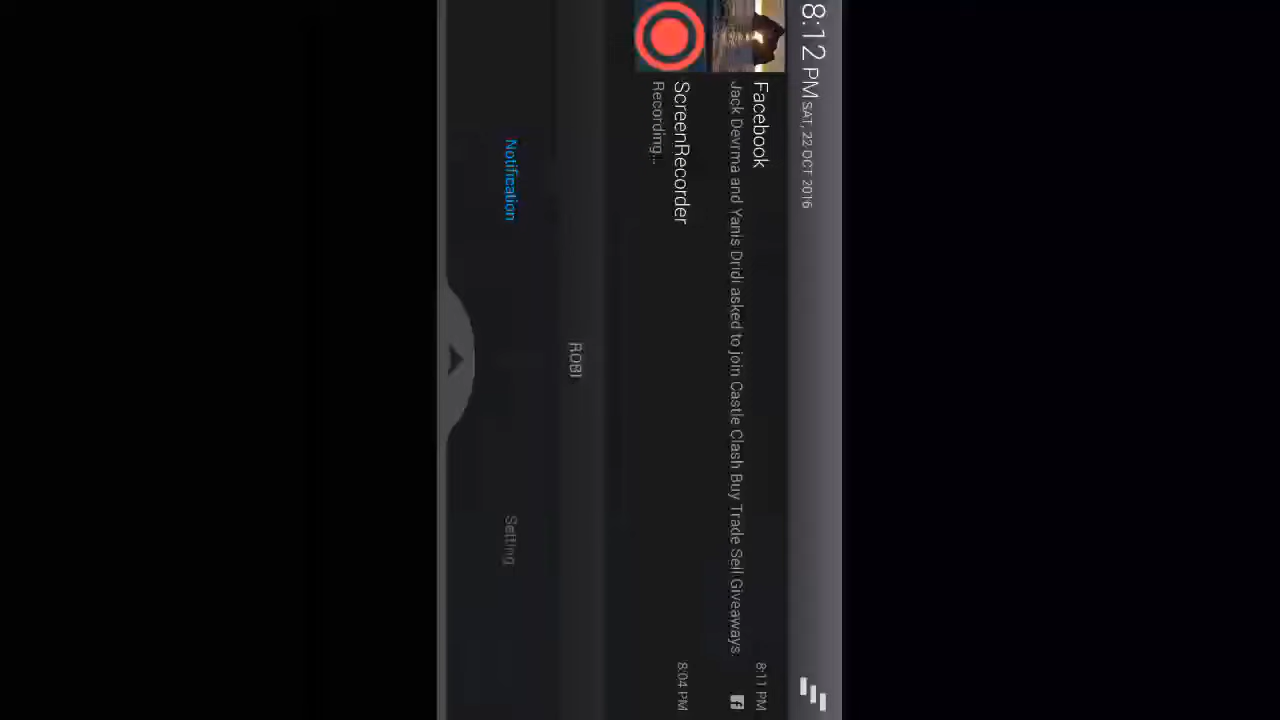 8:12 PM SAT, 22 OCT 2016
Facebook 8:11 PM
Jack Devrma and Yanis Dridi asked to join Castle Clash Buy Trade Sell Giveaways.
ScreenRecorder 8:04 PM
Recording...
ROBI
Notification Setting